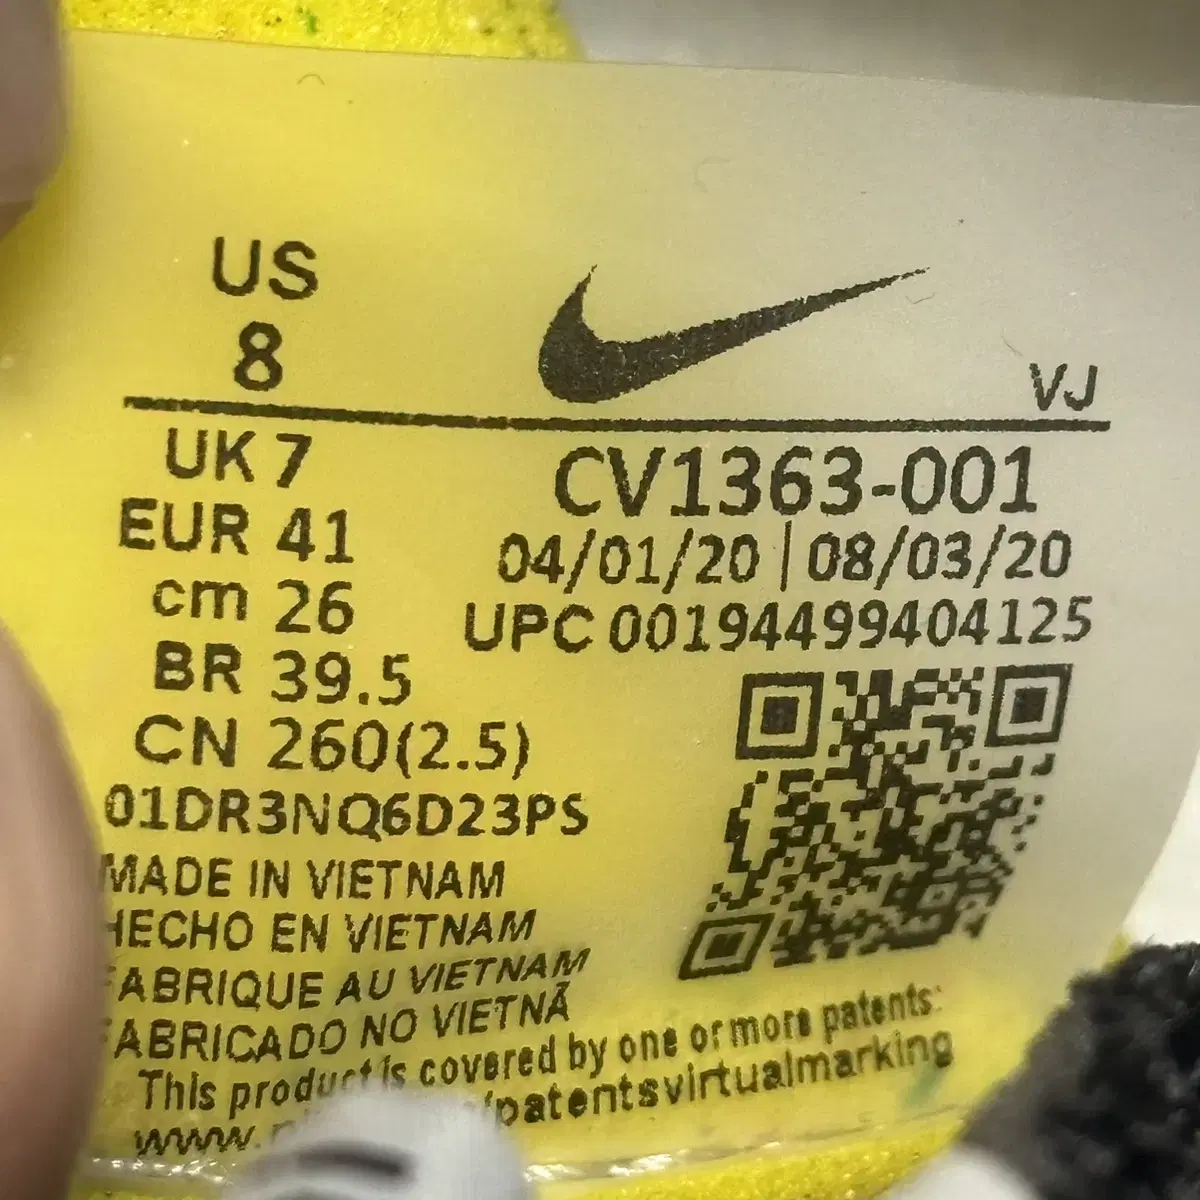 US
8
VJ
UK 7
EUR 41
cm 26
BR 39.5
CN 260(2.5)
01DR3NQ6D23PS
CV1363-001
04/01/20 | 08/03/20
UPC 00194499404125
MADE IN VIETNAM
HECHO EN VIETNAM
FABRIQUE AU VIETNAM
FABRICADO NO VIETNÃ
This product is covered by one or more patents:
www. /patentsvirtualmarking